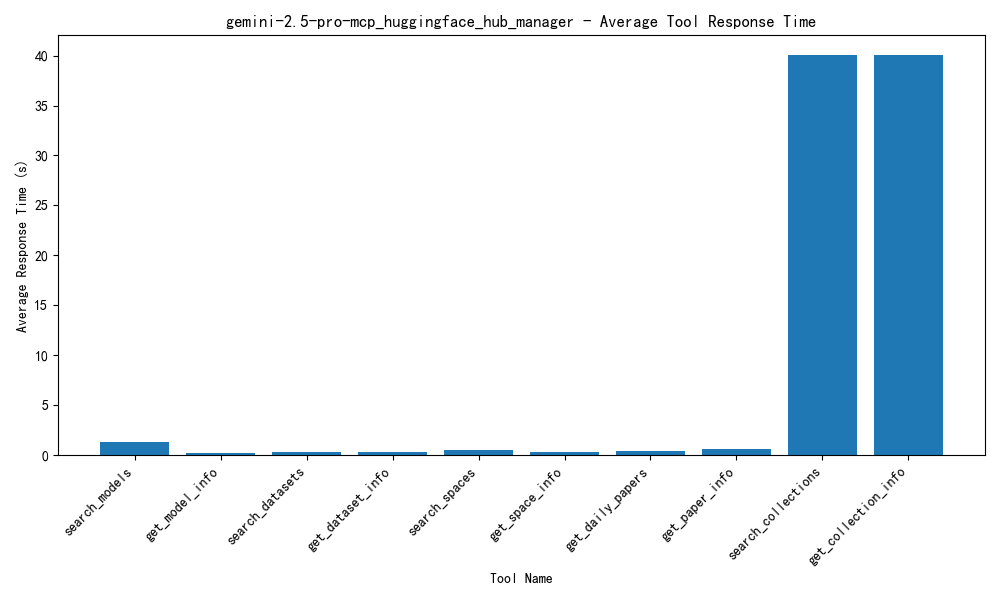 gemini-2.5-pro-mcp_huggingface_hub_manager - Average Tool Response Time
Average Response Time (s)
40
35
30
25
20
15
10
5
0
search_models
get_model_info
search_datasets
get_dataset_info
search_spaces
get_space_info
get_daily_papers
get_paper_info
search_collections
get_collection_info
Tool Name